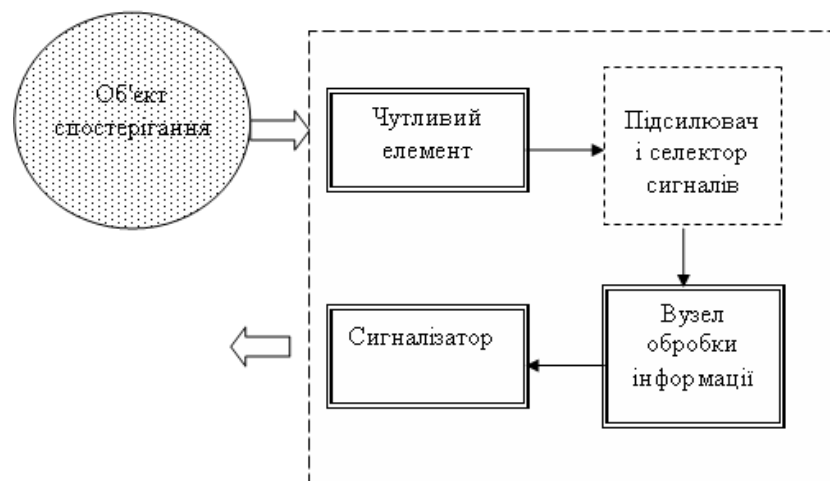 Об'єкт
спостерігання
Чутливий
елемент
Підсилювач
і селектор
сигналів
Сигналізатор
Вузел
обробки
інформації